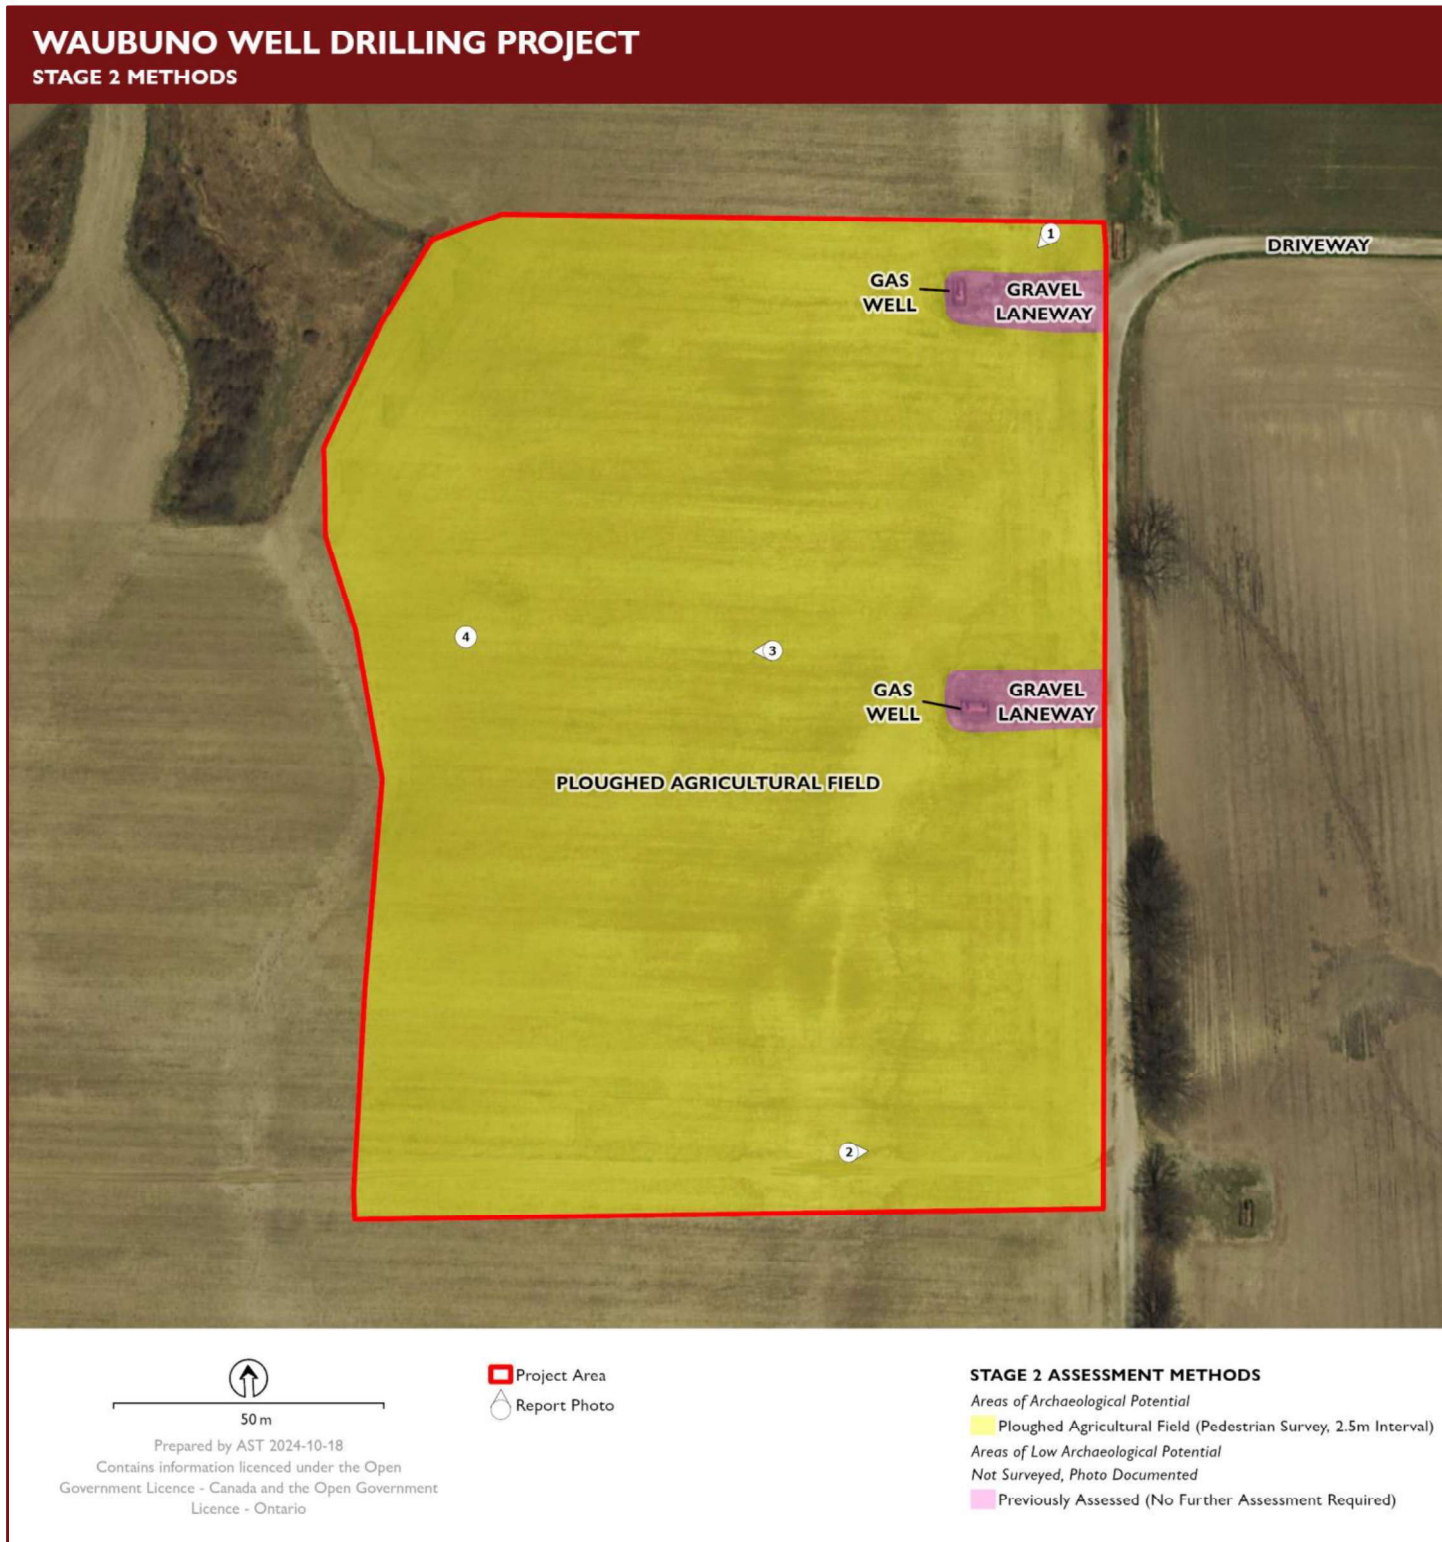 WAUBUNO WELL DRILLING PROJECT
STAGE 2 METHODS
1
DRIVEWAY
GAS
WELL
GRAVEL
LANEWAY
4
3
GAS
WELL
GRAVEL
LANEWAY
PLOUGHED AGRICULTURAL FIELD
2
50 m
Prepared by AST 2024-10-18
Contains information licenced under the Open
Government Licence - Canada and the Open Government
Licence - Ontario
Project Area
Report Photo
STAGE 2 ASSESSMENT METHODS
Areas of Archaeological Potential
Ploughed Agricultural Field (Pedestrian Survey, 2.5m Interval)
Areas of Low Archaeological Potential
Not Surveyed, Photo Documented
Previously Assessed (No Further Assessment Required)